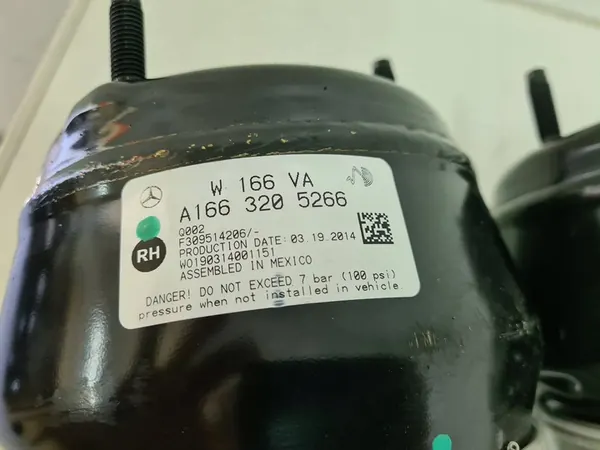 W 166 VA
A166 320 5266
Q002
F309514206/-
PRODUCTION DATE: 03.19.2014
WO190314001151
ASSEMBLED IN MEXICO
RH
DANGER! DO NOT EXCEED 7 bar (100 psi)
pressure when not installed in vehicle.